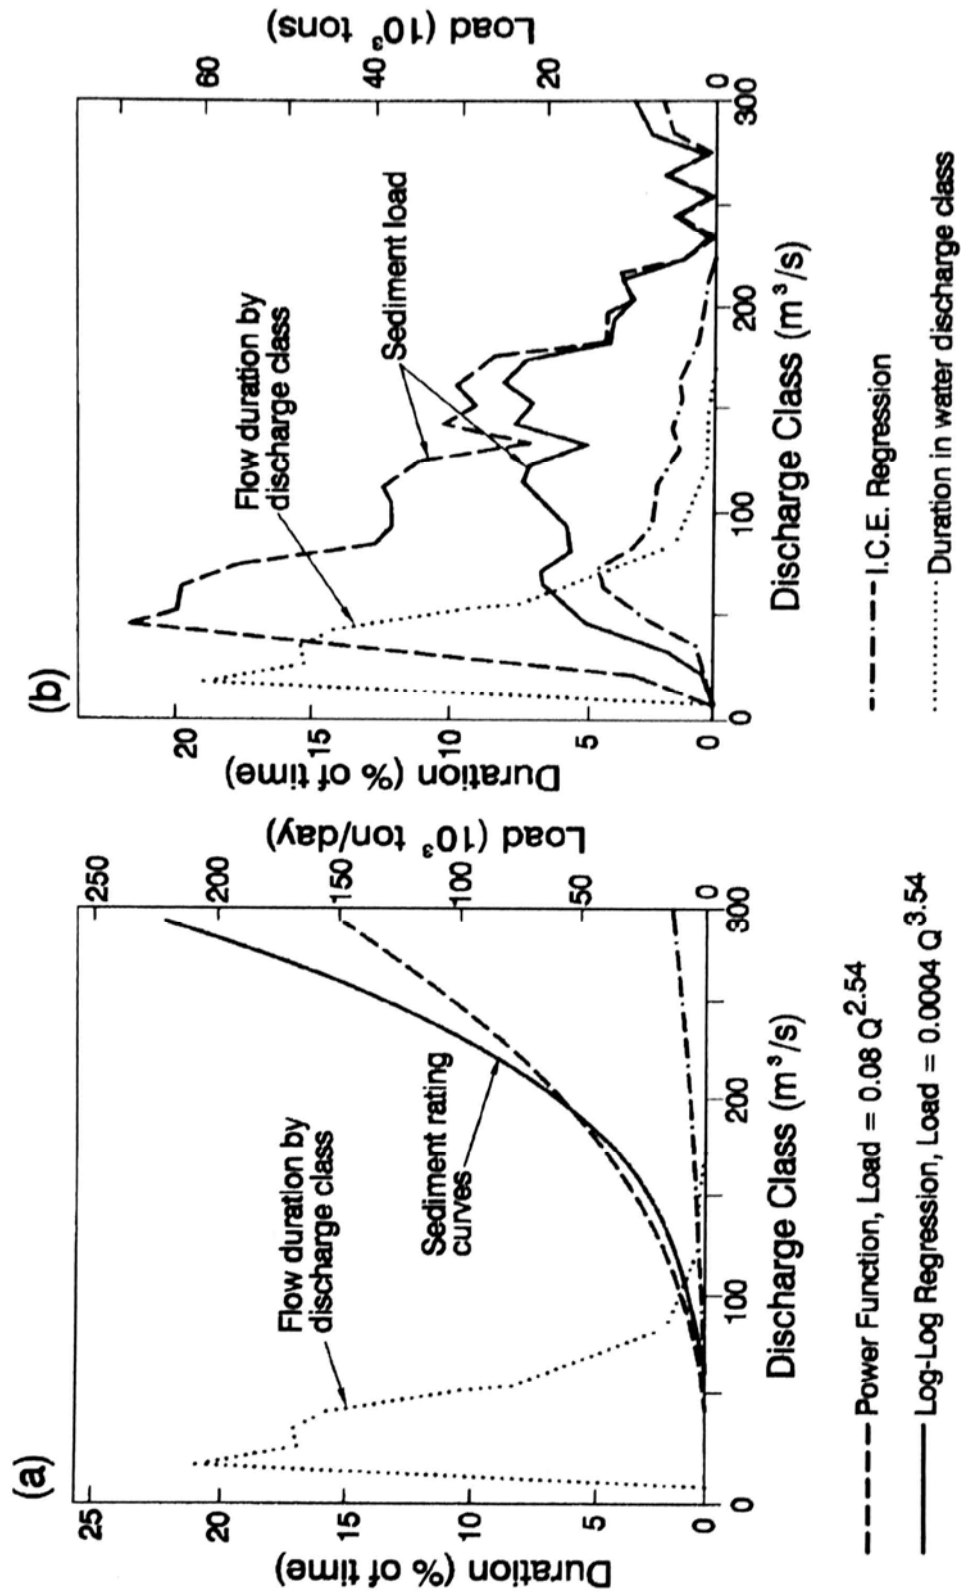 (a)
Duration (% of time)
25
20
15
10
5
0
Load (10³ ton/day)
250
200
150
100
50
0
Flow duration by
discharge class
Sediment rating
curves
0
100
200
300
Discharge Class (m³/s)
(b)
Duration (% of time)
20
15
10
5
0
Load (10³ tons)
60
40
20
0
Flow duration by
discharge class
Sediment load
0
100
200
300
Discharge Class (m³/s)
Power Function, Load = 0.08 Q^2.54
Log-Log Regression, Load = 0.0004 Q^3.54
I.C.E. Regression
Duration in water discharge class